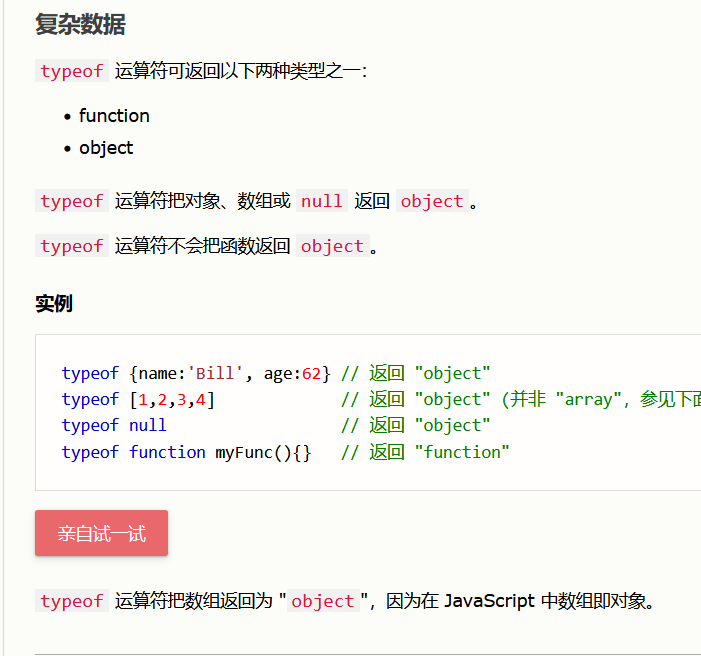 复杂数据
typeof 运算符可返回以下两种类型之一：
• function
• object
typeof 运算符把对象、数组或 null 返回 object。
typeof 运算符不会把函数返回 object。
实例
typeof {name:'Bill', age:62} // 返回 "object"
typeof [1,2,3,4]             // 返回 "object" (并非 "array"，参见下面
typeof null                  // 返回 "object"
typeof function myFunc(){}   // 返回 "function"
亲自试一试
typeof 运算符把数组返回为 "object"，因为在 JavaScript 中数组即对象。